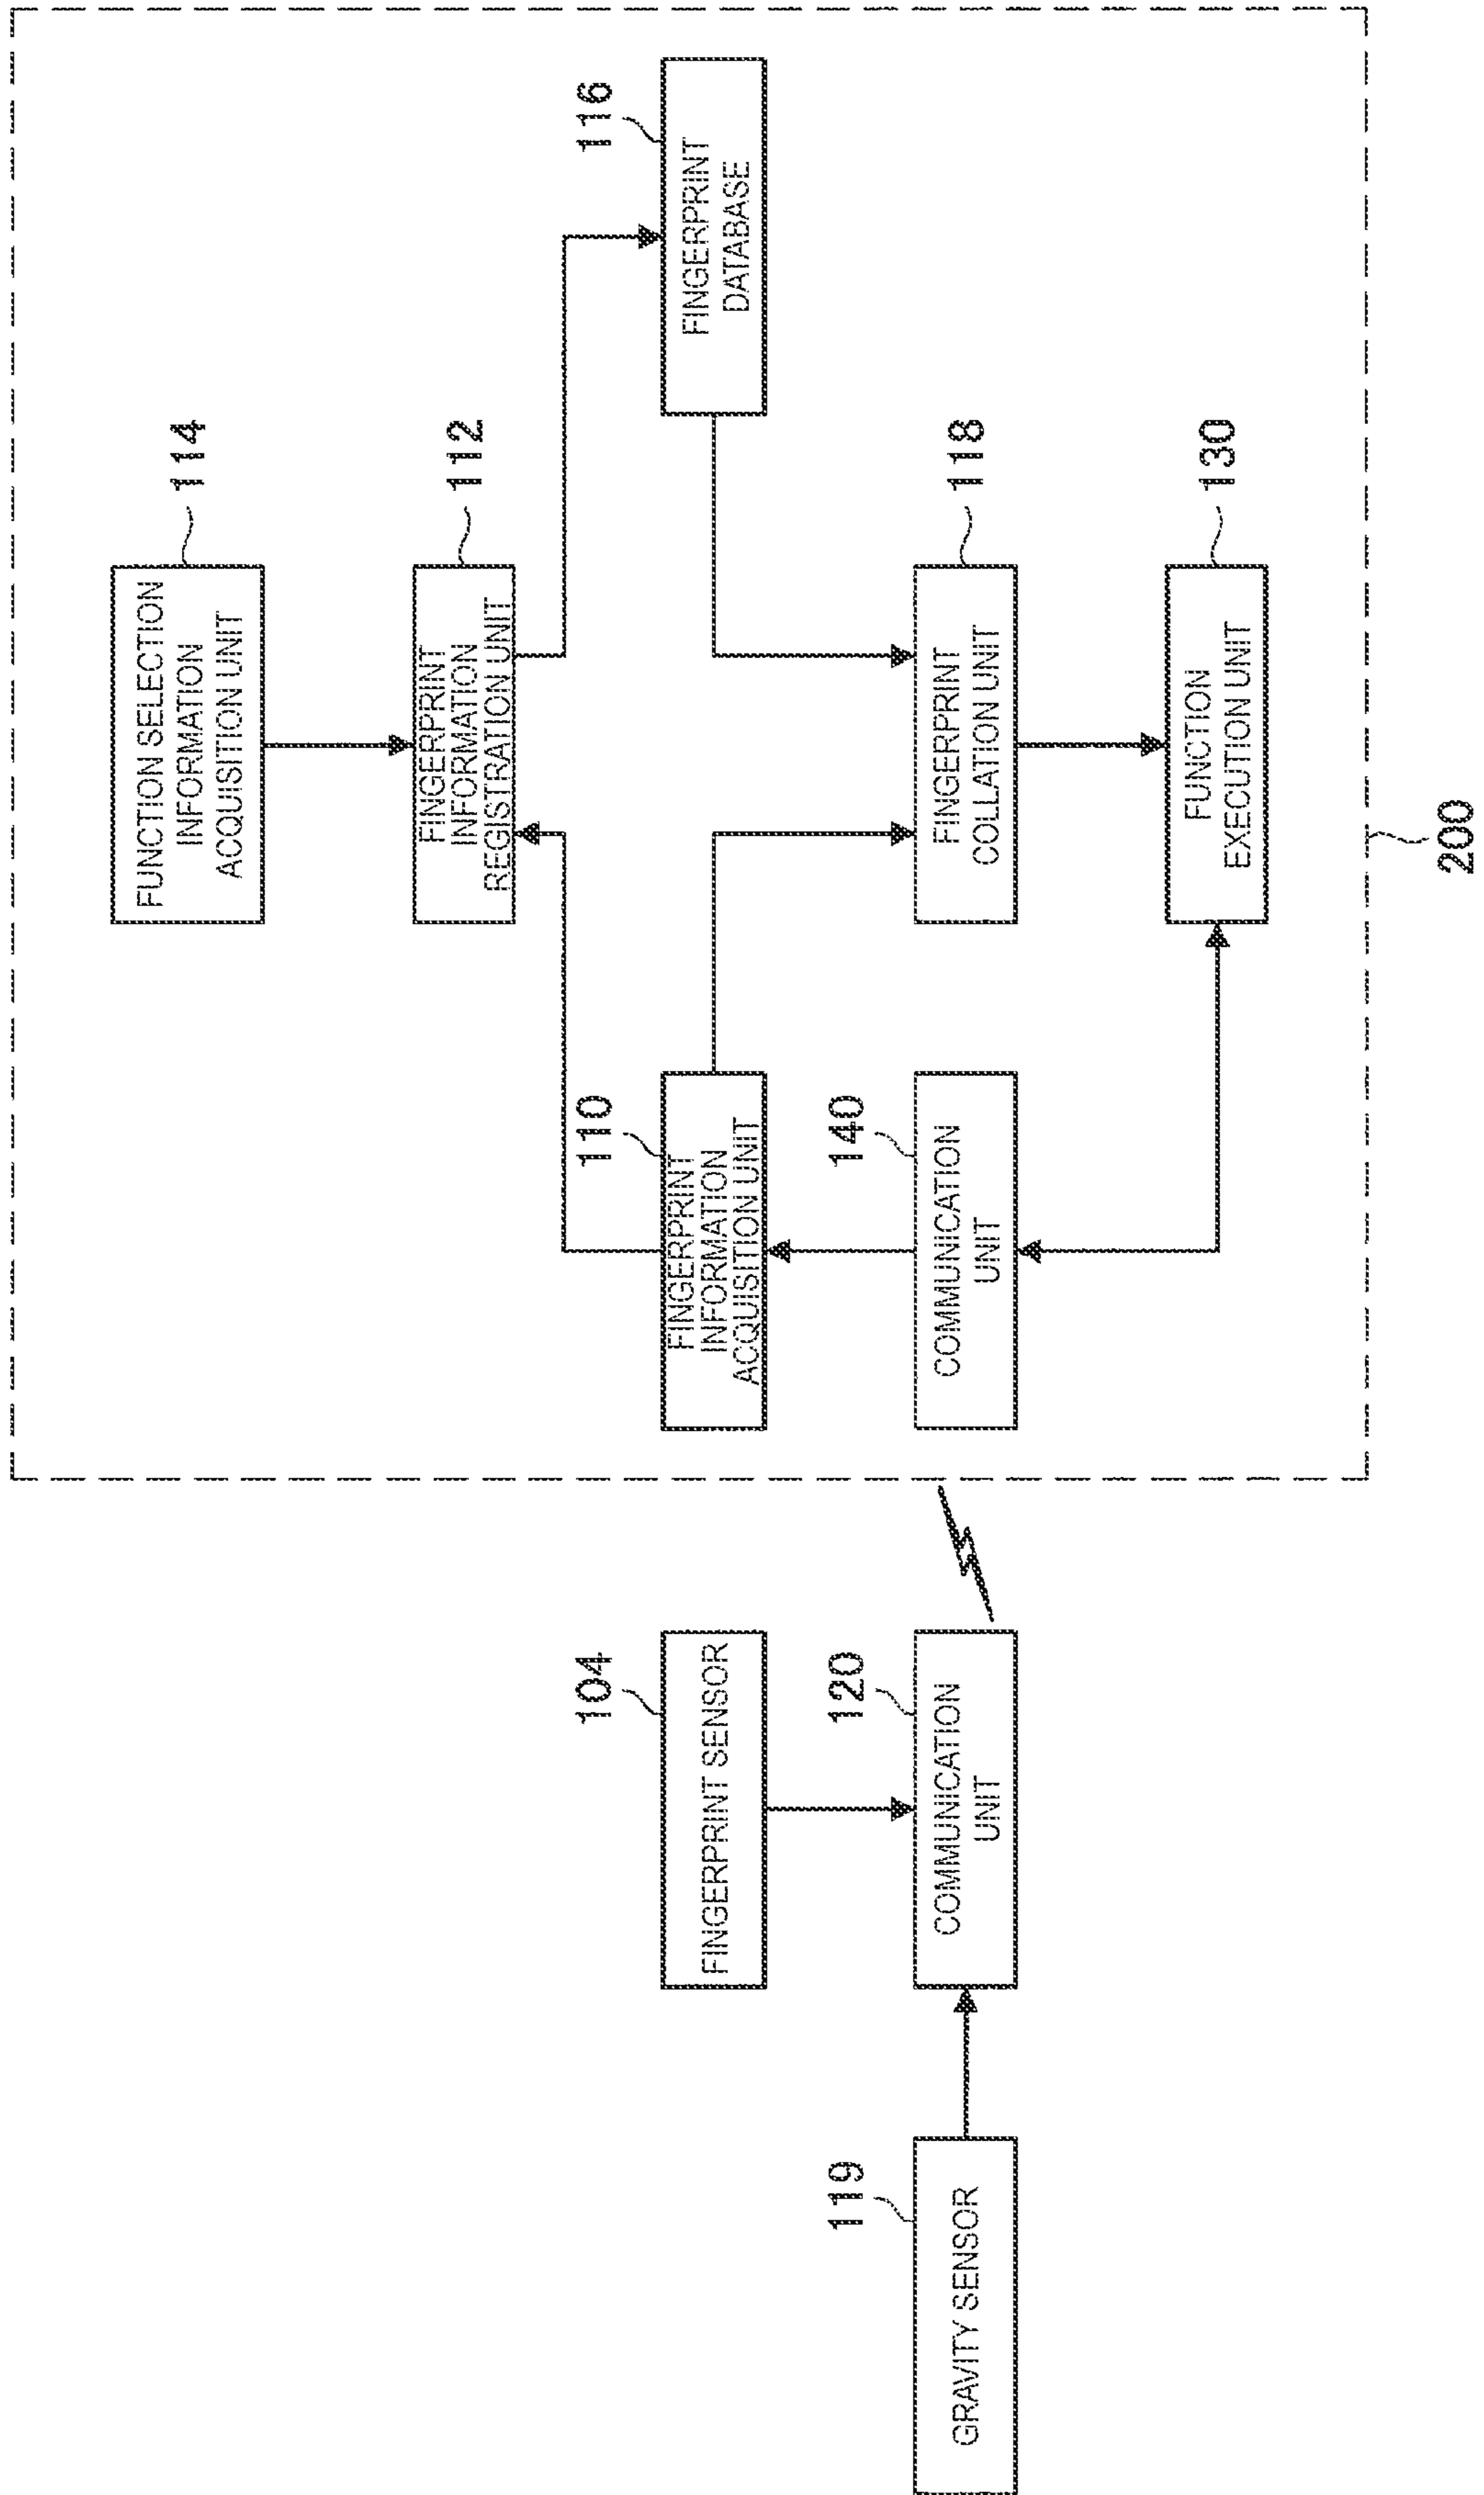 114
FUNCTION SELECTION
INFORMATION
ACQUISITION UNIT
112
FINGERPRINT
INFORMATION
REGISTRATION UNIT
104
FINGERPRINT SENSOR
110
FINGERPRINT
INFORMATION
ACQUISITION UNIT
116
FINGERPRINT
DATABASE
119
GRAVITY SENSOR
120
COMMUNICATION
UNIT
140
COMMUNICATION
UNIT
118
FINGERPRINT
COLLATION UNIT
130
FUNCTION
EXECUTION UNIT
200